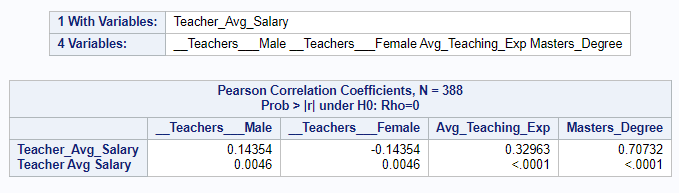 1 With Variables: Teacher_Avg_Salary
4 Variables: __Teachers___Male __Teachers___Female Avg_Teaching_Exp Masters_Degree
Pearson Correlation Coefficients, N = 388
Prob > |r| under H0: Rho=0
__Teachers___Male __Teachers___Female Avg_Teaching_Exp Masters_Degree
Teacher_Avg_Salary 0.14354 -0.14354 0.32963 0.70732
Teacher Avg Salary 0.0046 0.0046 <.0001 <.0001